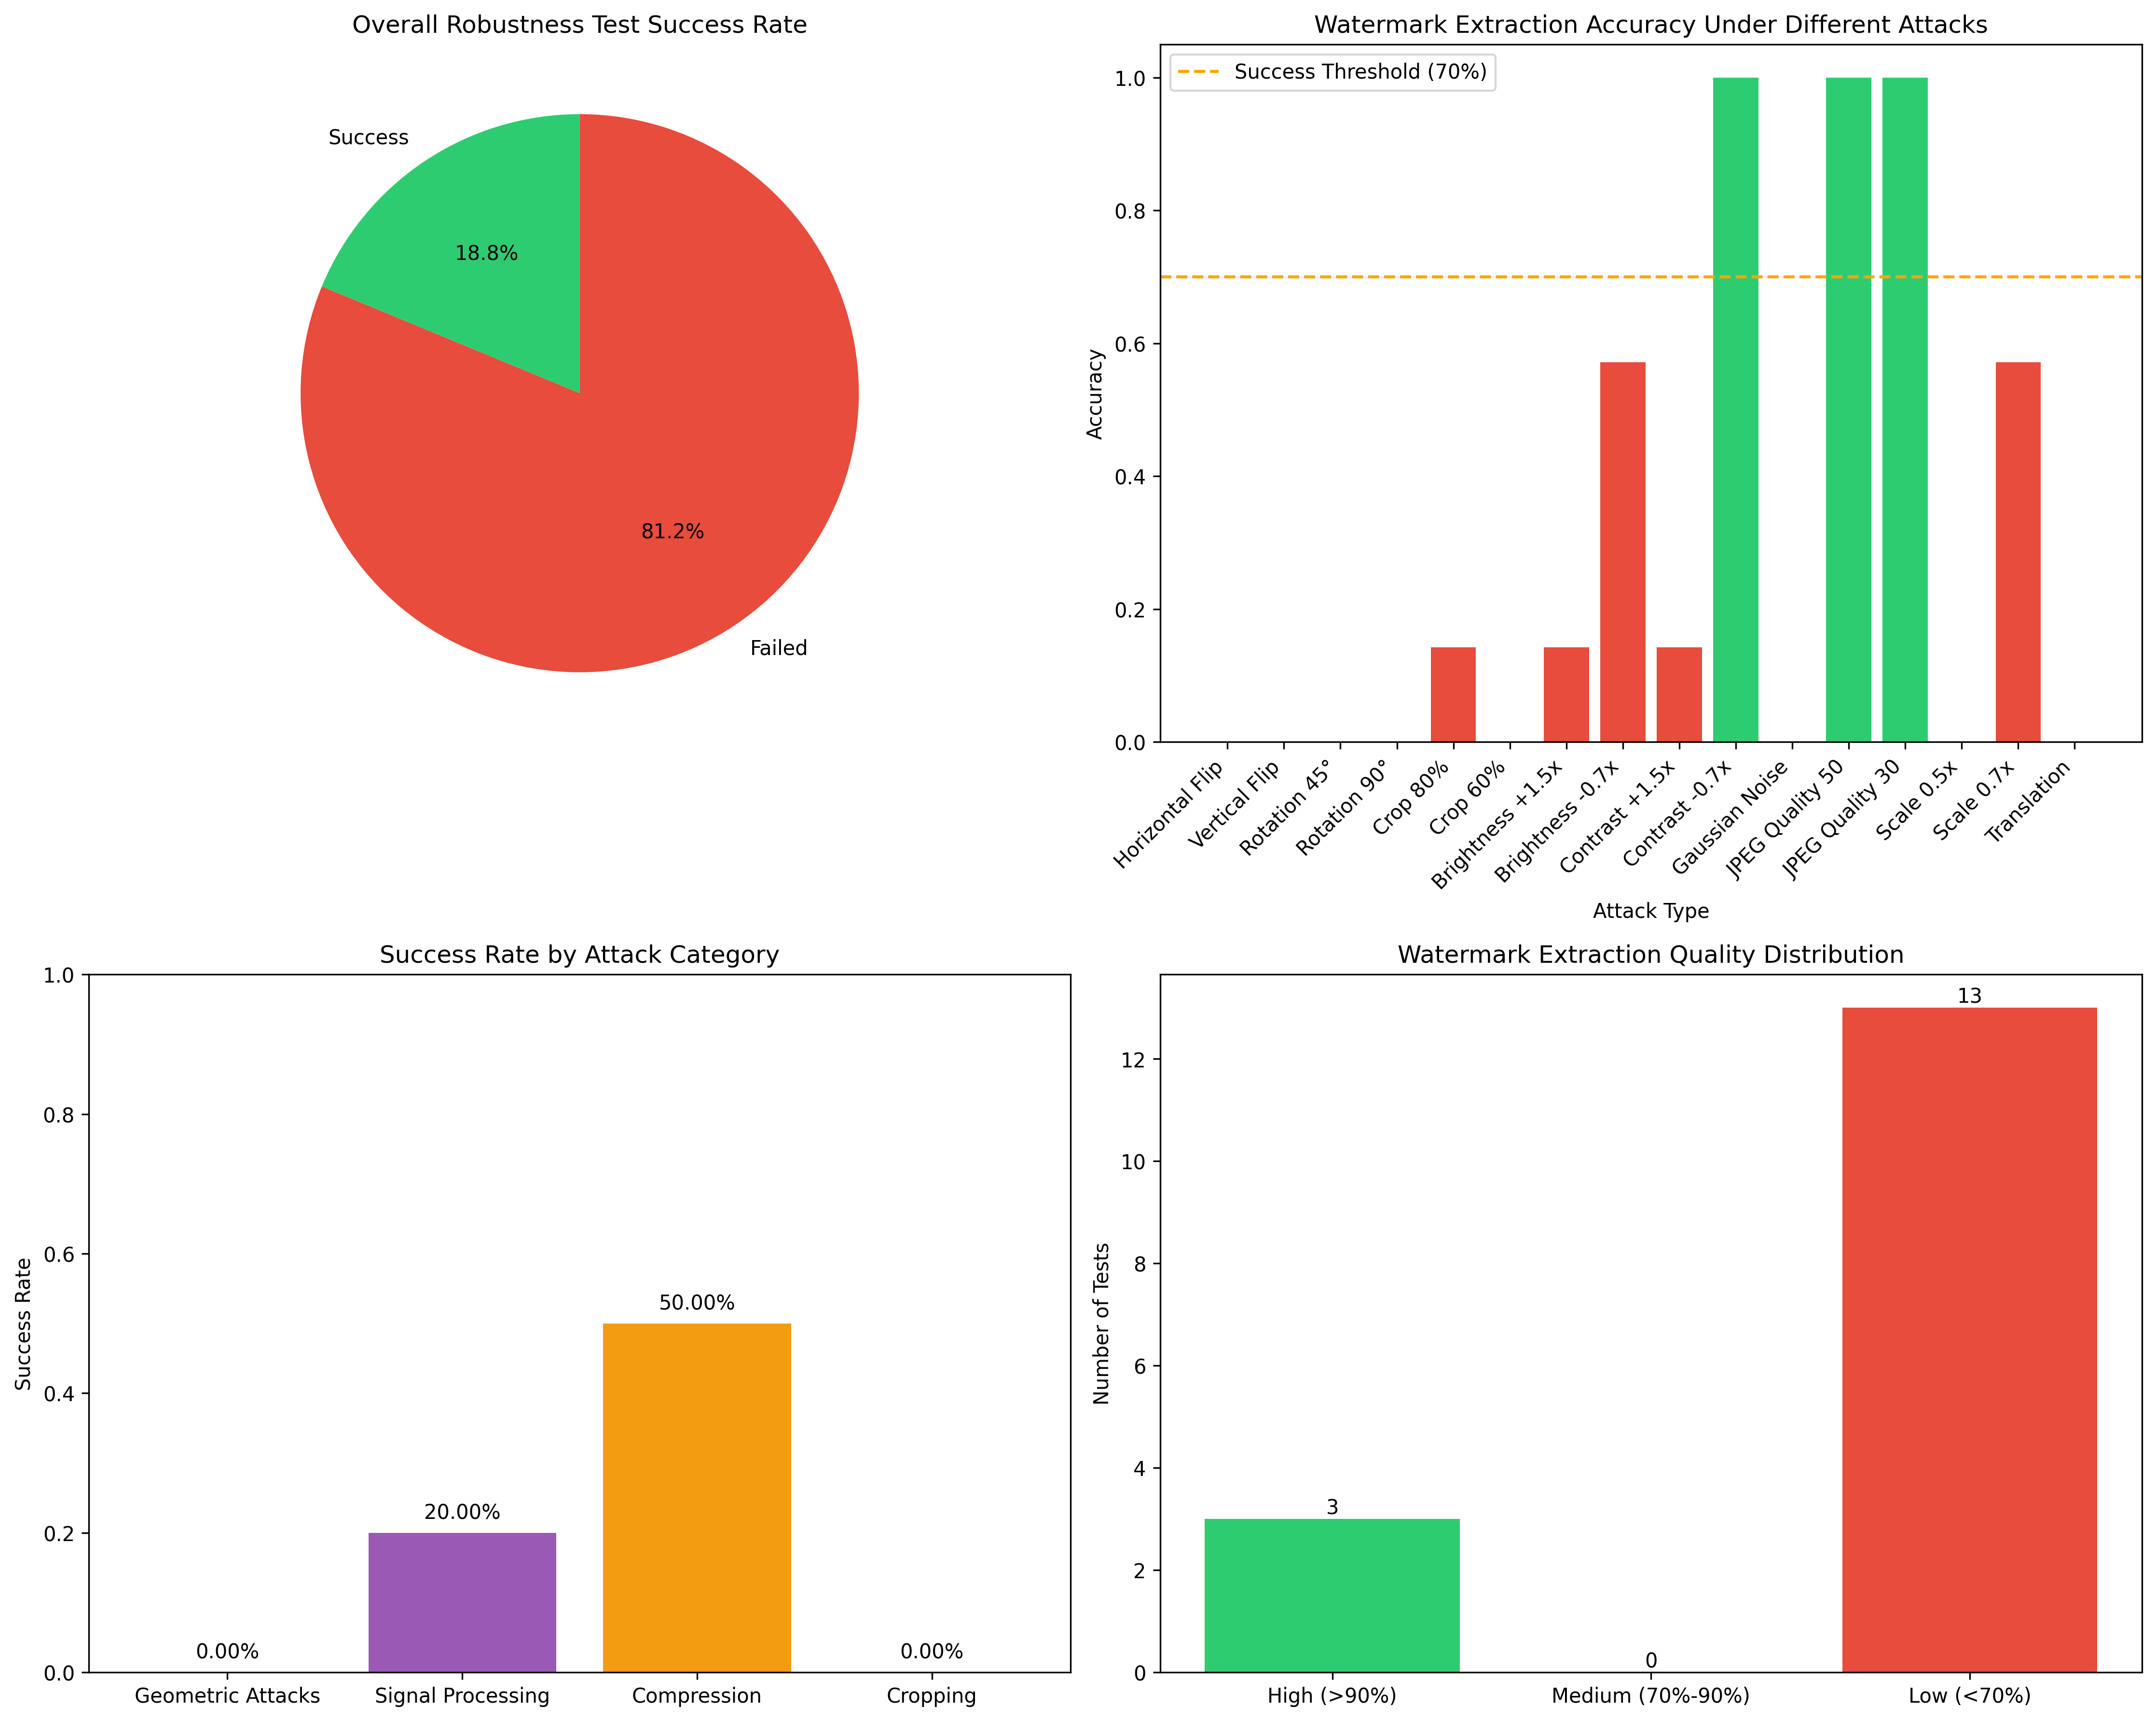 Overall Robustness Test Success Rate
Success
18.8%
81.2%
Failed
Watermark Extraction Accuracy Under Different Attacks
Success Threshold (70%)
1.0
0.8
0.6
0.4
0.2
0.0
Accuracy
Horizontal Flip
Vertical Flip
Rotation 45°
Rotation 90°
Crop 80%
Crop 60%
Brightness +1.5x
Brightness -0.7x
Contrast +1.5x
Contrast -0.7x
Gaussian Noise
JPEG Quality 50
JPEG Quality 30
Scale 0.5x
Scale 0.7x
Translation
Attack Type
Success Rate by Attack Category
1.0
0.8
0.6
0.4
0.2
0.0
Success Rate
0.00%
20.00%
50.00%
0.00%
Geometric Attacks
Signal Processing
Compression
Cropping
Watermark Extraction Quality Distribution
12
10
8
6
4
2
0
Number of Tests
3
0
13
High (>90%)
Medium (70%-90%)
Low (<70%)